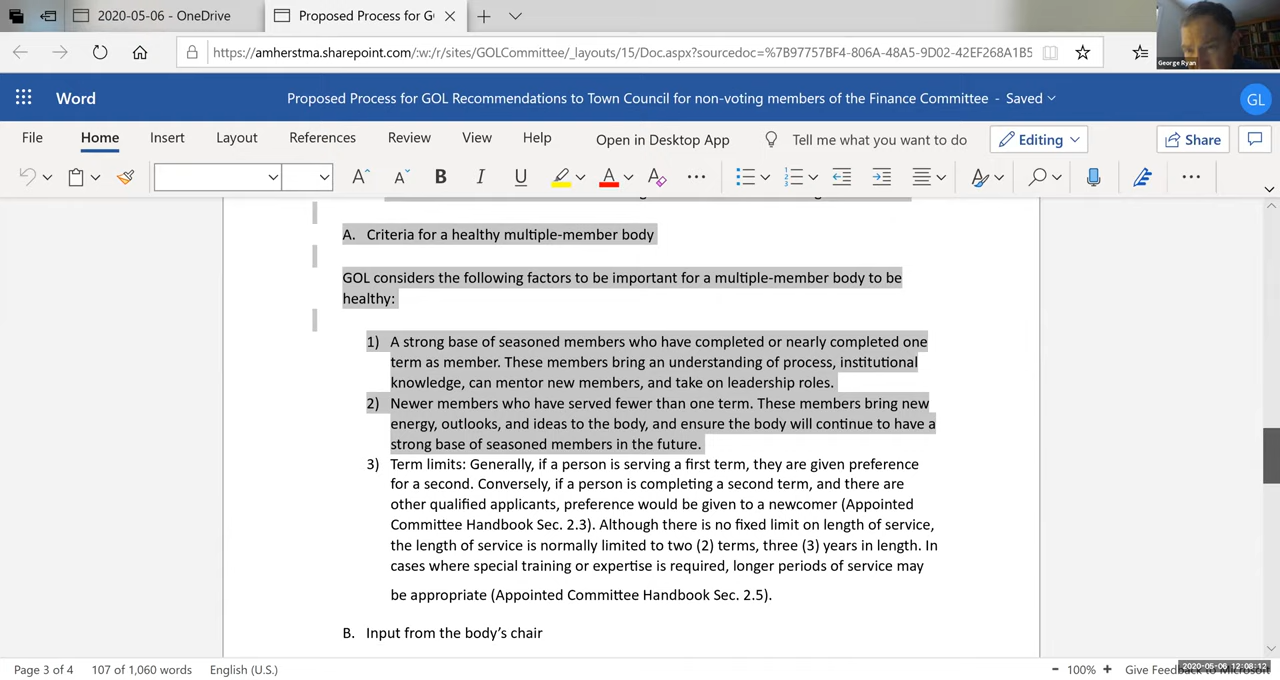 2020-05-06 - OneDrive
Proposed Process for G
George Ryan
https://amherstma.sharepoint.com/:w:/r/sites/GOLCommittee/_layouts/15/Doc.aspx?sourcedoc=%7B97757BF4-806A-48A5-9D02-42EF268A1B5
Word
Proposed Process for GOL Recommendations to Town Council for non-voting members of the Finance Committee - Saved
GL
File Home Insert Layout References Review View Help Open in Desktop App Tell me what you want to do Editing Share
A. Criteria for a healthy multiple-member body
GOL considers the following factors to be important for a multiple-member body to be
healthy:
1) A strong base of seasoned members who have completed or nearly completed one
term as member. These members bring an understanding of process, institutional
knowledge, can mentor new members, and take on leadership roles.
2) Newer members who have served fewer than one term. These members bring new
energy, outlooks, and ideas to the body, and ensure the body will continue to have a
strong base of seasoned members in the future.
3) Term limits: Generally, if a person is serving a first term, they are given preference
for a second. Conversely, if a person is completing a second term, and there are
other qualified applicants, preference would be given to a newcomer (Appointed
Committee Handbook Sec. 2.3). Although there is no fixed limit on length of service,
the length of service is normally limited to two (2) terms, three (3) years in length. In
cases where special training or expertise is required, longer periods of service may
be appropriate (Appointed Committee Handbook Sec. 2.5).
B. Input from the body's chair
Page 3 of 4 107 of 1,060 words English (U.S.) - 100% + Give Feedback to Microsoft
2020-05-06 12:08:12